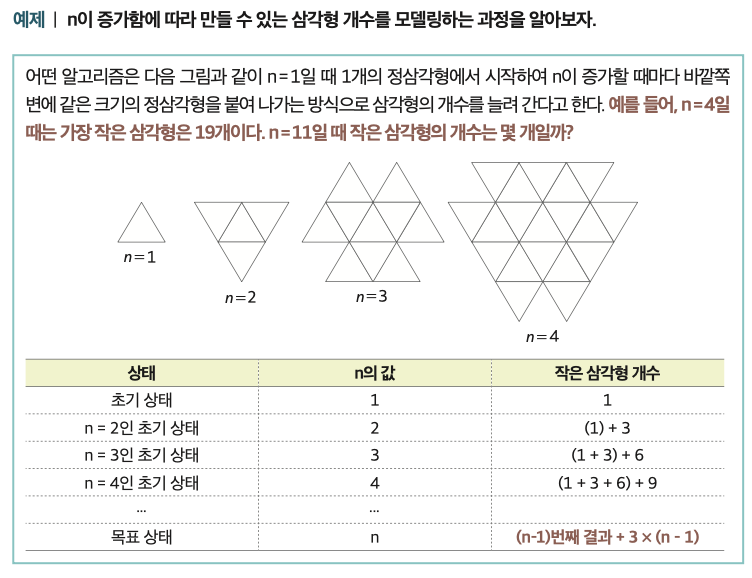 예제 | n이 증가함에 따라 만들 수 있는 삼각형 개수를 모델링하는 과정을 알아보자.
어떤 알고리즘은 다음 그림과 같이 n=1일 때 1개의 정삼각형에서 시작하여 n이 증가할 때마다 바깥쪽
변에 같은 크기의 정삼각형을 붙여 나가는 방식으로 삼각형의 개수를 늘려 간다고 한다. 예를 들어, n=4일
때는 가장 작은 삼각형은 19개이다. n=11일 때 작은 삼각형의 개수는 몇 개일까?
n=1
n=2
n=3
n=4
상태 n의 값 작은 삼각형 개수
초기 상태 1 1
n = 2인 초기 상태 2 (1) + 3
n = 3인 초기 상태 3 (1 + 3) + 6
n = 4인 초기 상태 4 (1 + 3 + 6) + 9
... ...
목표 상태 n (n-1)번째 결과 + 3 × (n - 1)